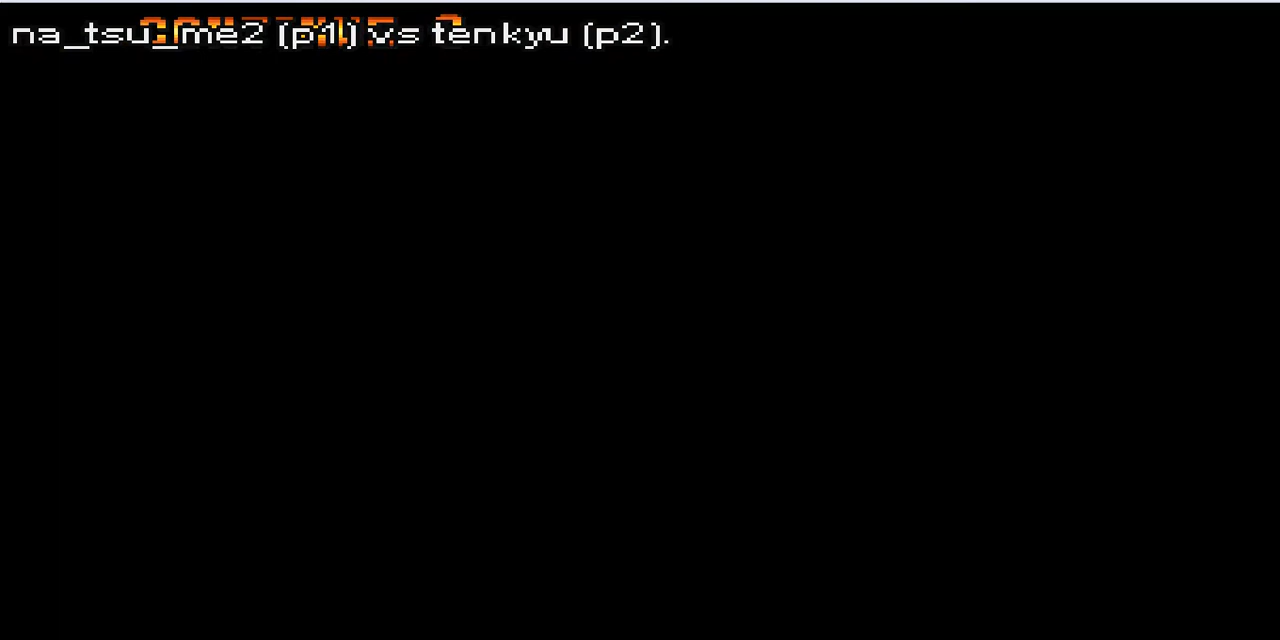 na_tsu_me2 (p1) vs tenkyu (p2).